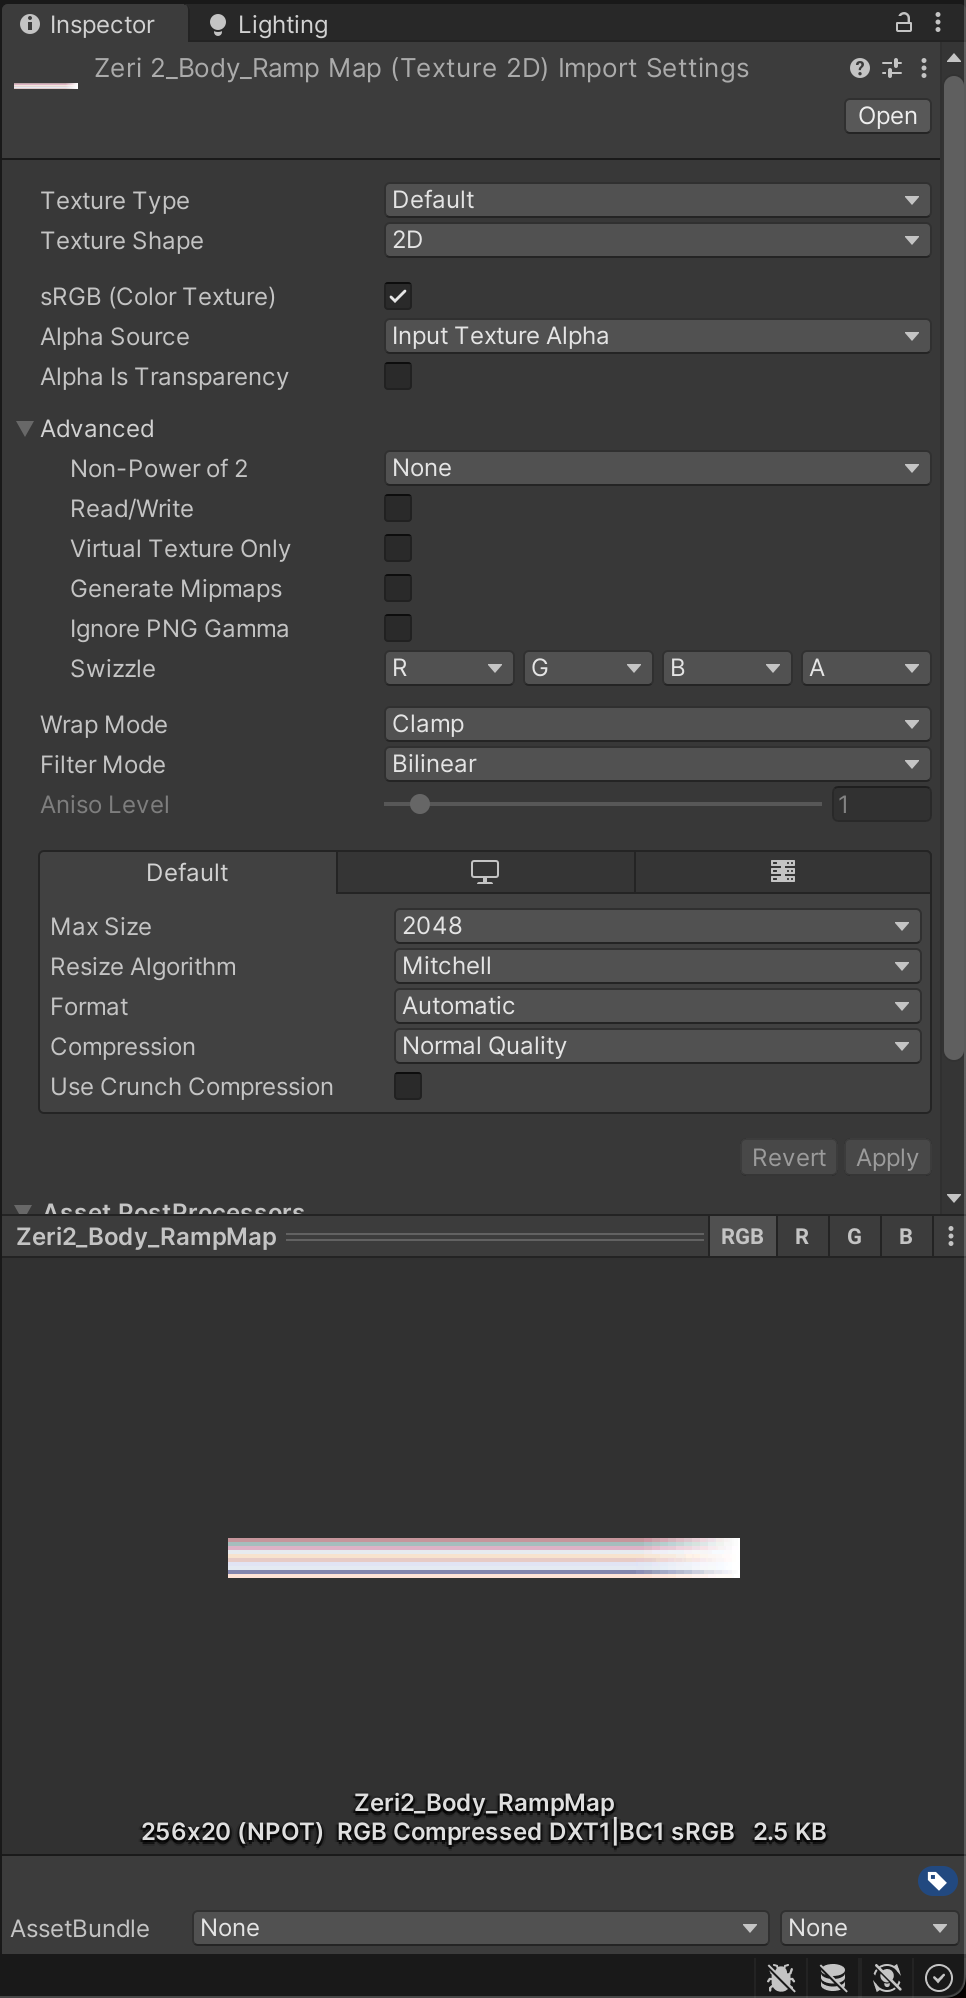 Inspector
Lighting
Zeri 2_Body_Ramp Map (Texture 2D) Import Settings
Open
Texture Type Default
Texture Shape 2D
sRGB (Color Texture)
Alpha Source Input Texture Alpha
Alpha Is Transparency
Advanced
Non-Power of 2 None
Read/Write
Virtual Texture Only
Generate Mipmaps
Ignore PNG Gamma
Swizzle R G B A
Wrap Mode Clamp
Filter Mode Bilinear
Aniso Level 1
Default
Max Size 2048
Resize Algorithm Mitchell
Format Automatic
Compression Normal Quality
Use Crunch Compression
Revert Apply
Asset PostProcessors
Zeri2_Body_RampMap RGB R G B
Zeri2_Body_RampMap
256x20 (NPOT) RGB Compressed DXT1|BC1 sRGB 2.5 KB
AssetBundle None None